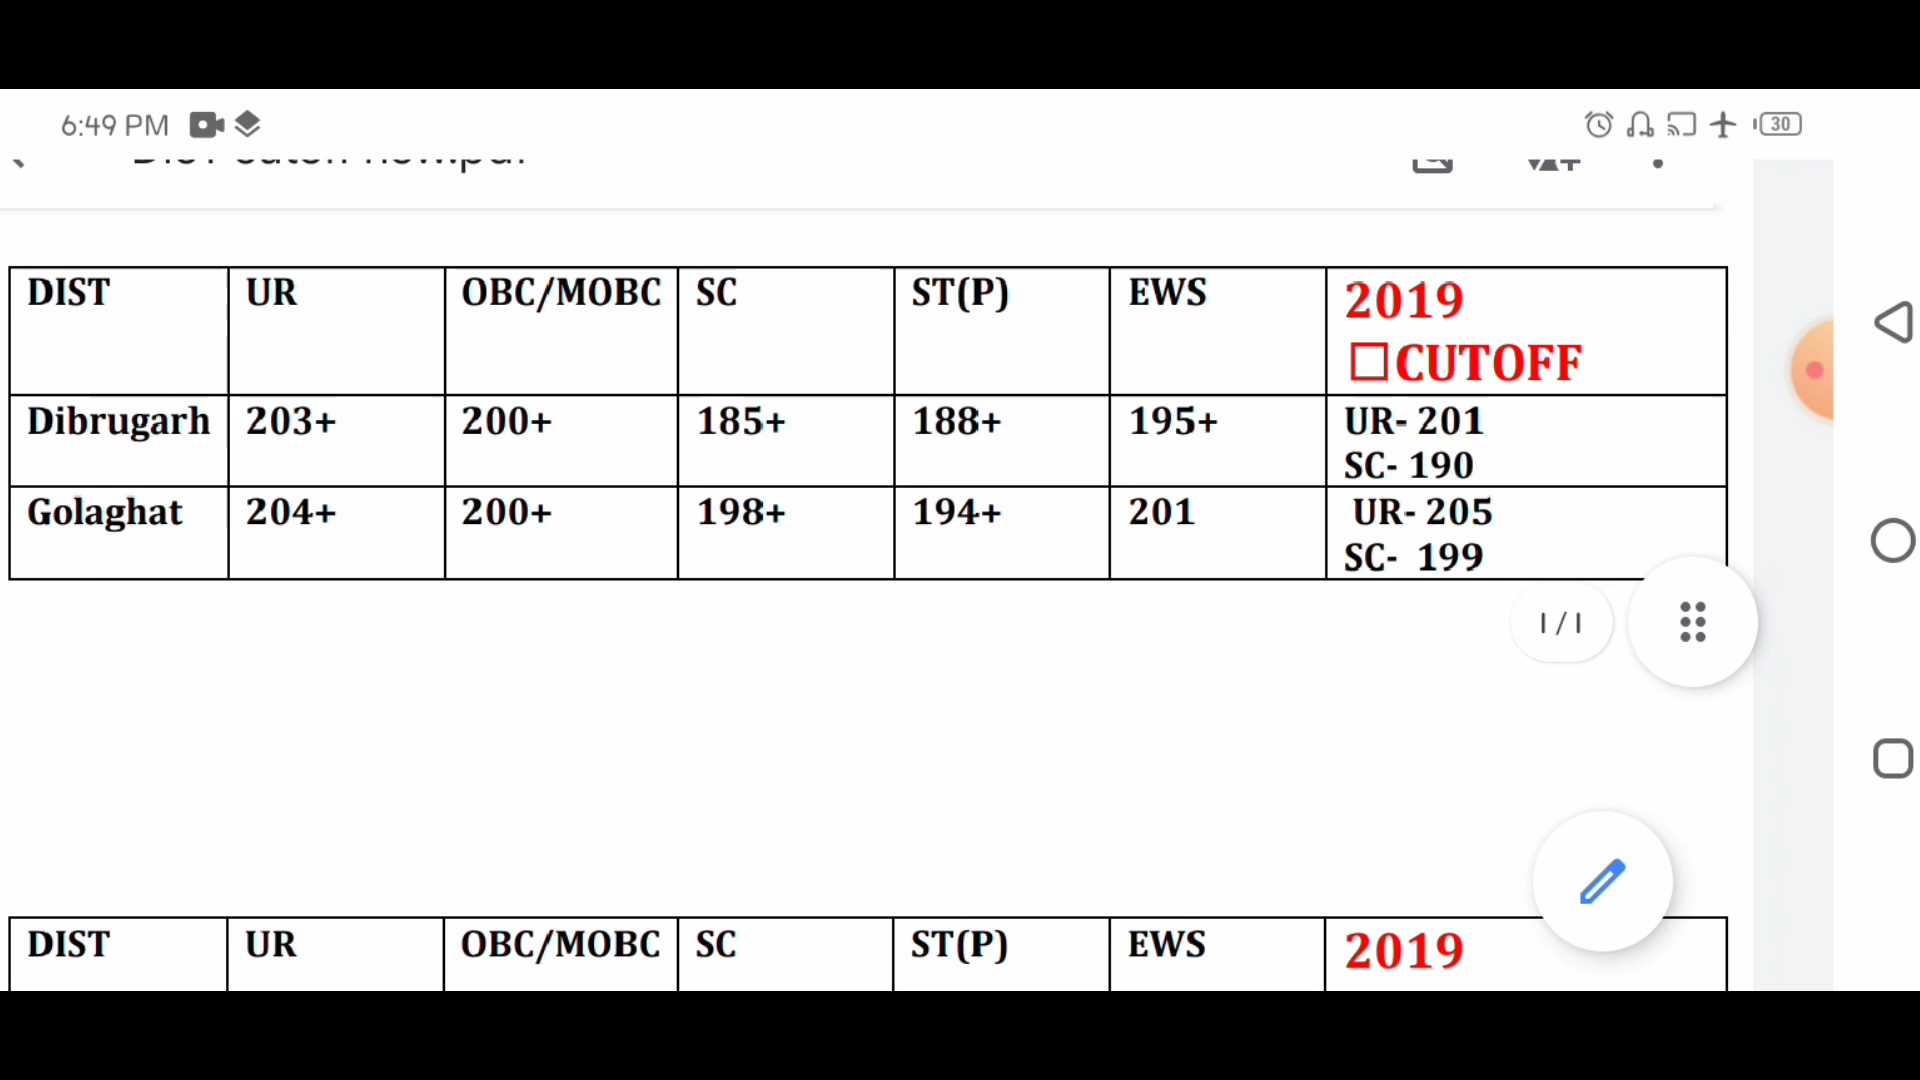 6:49 PM 30
DIST UR OBC/MOBC SC ST(P) EWS 2019
☐CUTOFF
Dibrugarh 203+ 200+ 185+ 188+ 195+ UR- 201
SC- 190
Golaghat 204+ 200+ 198+ 194+ 201 UR- 205
SC- 199
1/1
DIST UR OBC/MOBC SC ST(P) EWS 2019